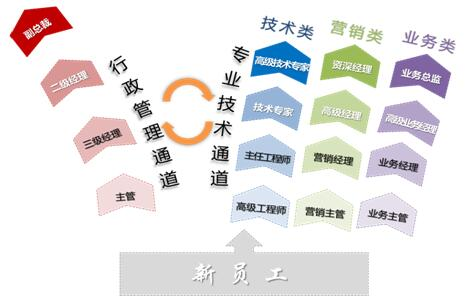 副总裁
二级经理
三级经理
主管
行政管理通道
专业技术通道
技术类 营销类 业务类
高级技术专家 资深经理 业务总监
技术专家 高级经理 高级业务经理
主任工程师 营销经理 业务经理
高级工程师 营销主管 业务主管
新员工